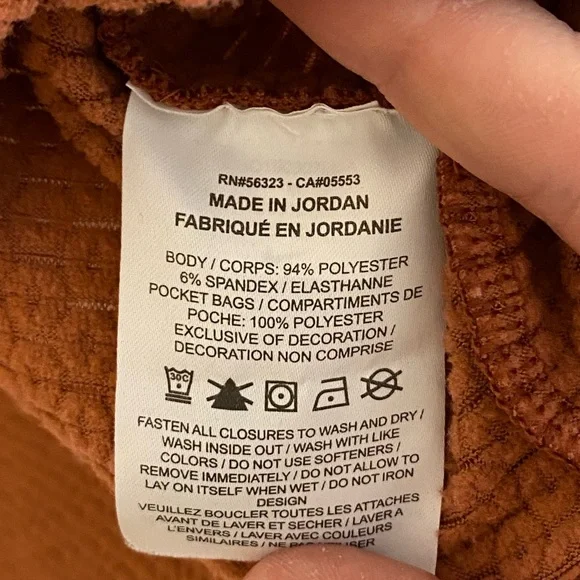 RN#56323 - CA#05553
MADE IN JORDAN
FABRIQUÉ EN JORDANIE
BODY / CORPS: 94% POLYESTER
6% SPANDEX / ELASTHANNE
POCKET BAGS / COMPARTIMENTS DE
POCHE: 100% POLYESTER
EXCLUSIVE OF DECORATION /
DECORATION NON COMPRISE
30C
FASTEN ALL CLOSURES TO WASH AND DRY /
WASH INSIDE OUT / WASH WITH LIKE
COLORS / DO NOT USE SOFTENERS /
REMOVE IMMEDIATELY / DO NOT ALLOW TO
LAY ON ITSELF WHEN WET / DO NOT IRON
DESIGN
VEUILLEZ BOUCLER TOUTES LES ATTACHES
AVANT DE LAVER ET SECHER / LAVER A
L'ENVERS / LAVER AVEC COULEURS
SIMILAIRES / NE PAS UTILISER